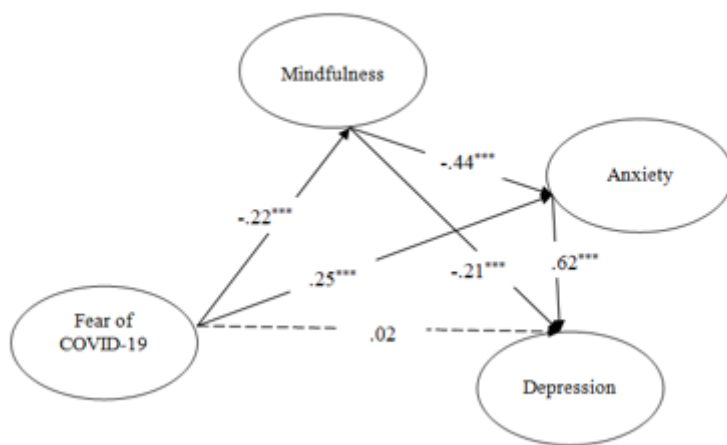 Mindfulness
-.44***
Anxiety
-.22***
.25***
-.21***
.62***
Fear of
COVID-19
.02
Depression